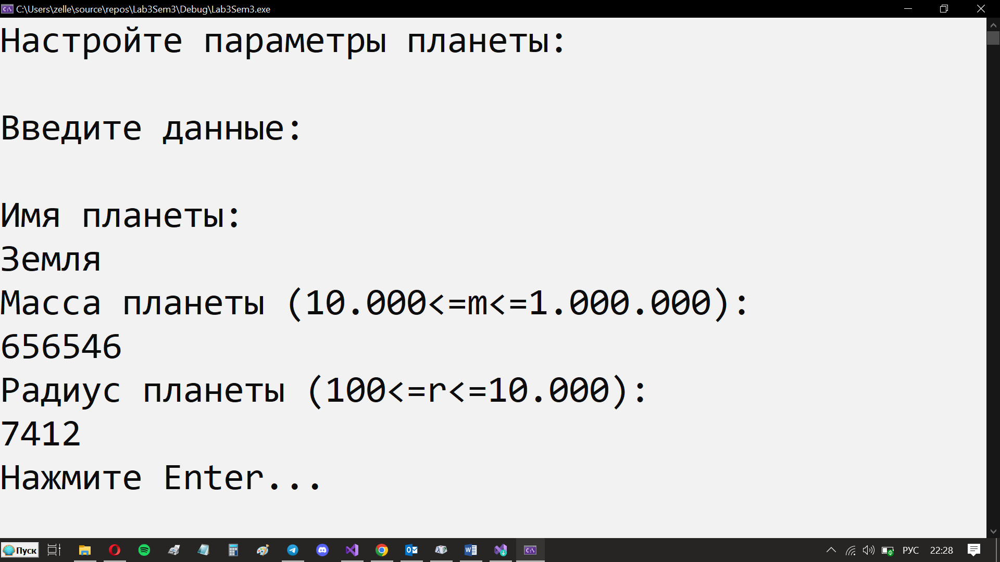 C:\Users\zelle\source\repos\Lab3Sem3\Debug\Lab3Sem3.exe
Настройте параметры планеты:
Введите данные:
Имя планеты:
Земля
Масса планеты (10.000<=m<=1.000.000):
656546
Радиус планеты (100<=r<=10.000):
7412
Нажмите Enter...
Пуск
РУС
22:28